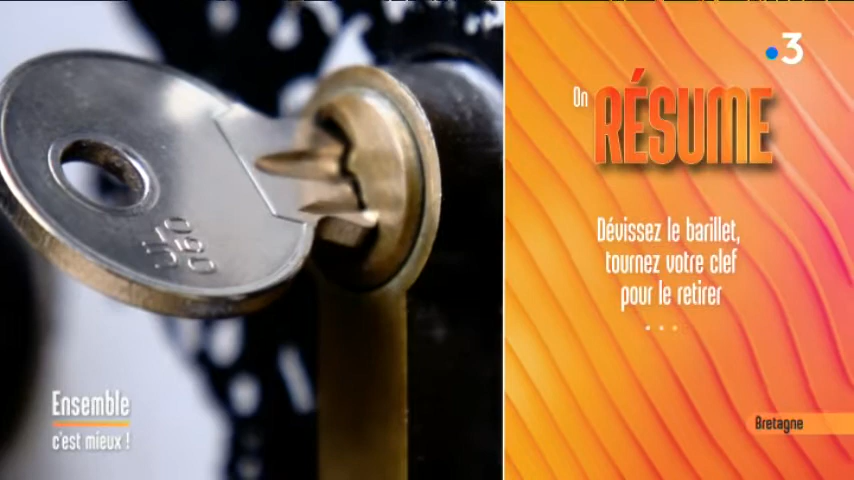 3
On
RÉSUME
Dévissez le barillet,
tournez votre clef
pour le retirer
...
Ensemble
c'est mieux !
Bretagne